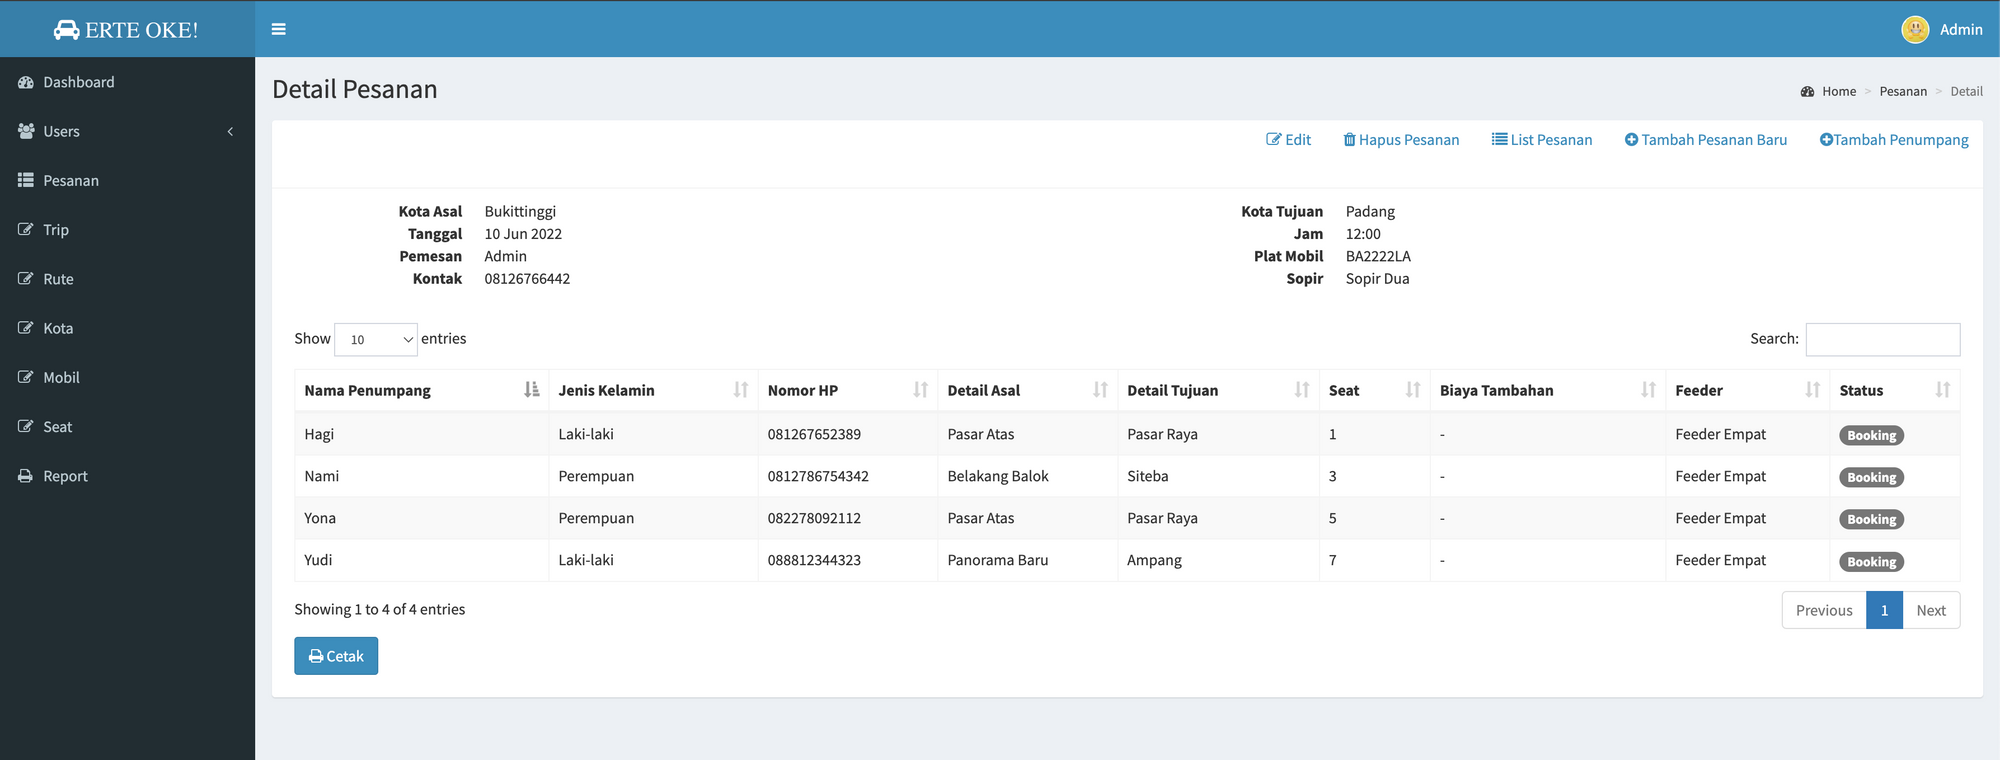 ERTE OKE!
Admin
Dashboard
Users
Pesanan
Trip
Rute
Kota
Mobil
Seat
Report
Detail Pesanan
Home > Pesanan > Detail
Edit Hapus Pesanan List Pesanan Tambah Pesanan Baru Tambah Penumpang
Kota Asal Bukittinggi
Tanggal 10 Jun 2022
Pemesan Admin
Kontak 08126766442
Kota Tujuan Padang
Jam 12:00
Plat Mobil BA2222LA
Sopir Sopir Dua
Show 10 entries
Search:
Nama Penumpang Jenis Kelamin Nomor HP Detail Asal Detail Tujuan Seat Biaya Tambahan Feeder Status
Hagi Laki-laki 081267652389 Pasar Atas Pasar Raya 1 - Feeder Empat Booking
Nami Perempuan 0812786754342 Belakang Balok Siteba 3 - Feeder Empat Booking
Yona Perempuan 082278092112 Pasar Atas Pasar Raya 5 - Feeder Empat Booking
Yudi Laki-laki 088812344323 Panorama Baru Ampang 7 - Feeder Empat Booking
Showing 1 to 4 of 4 entries
Previous 1 Next
Cetak